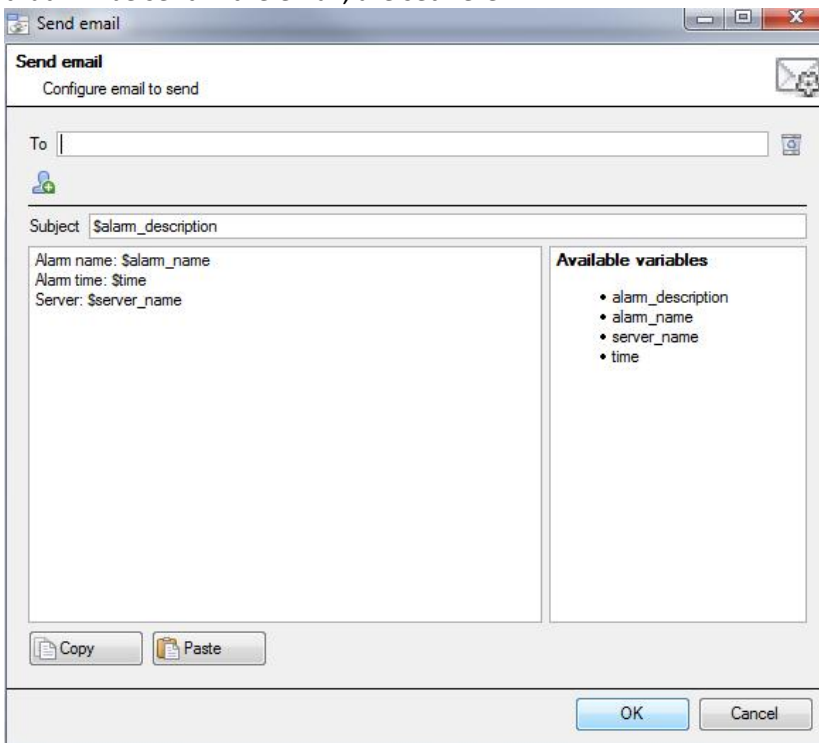 Send email
Send email
Configure email to send
To
Subject $alarm_description
Alarm name: $alarm_name
Alarm time: $time
Server: $server_name
Available variables
• alarm_description
• alarm_name
• server_name
• time
Copy Paste
OK Cancel